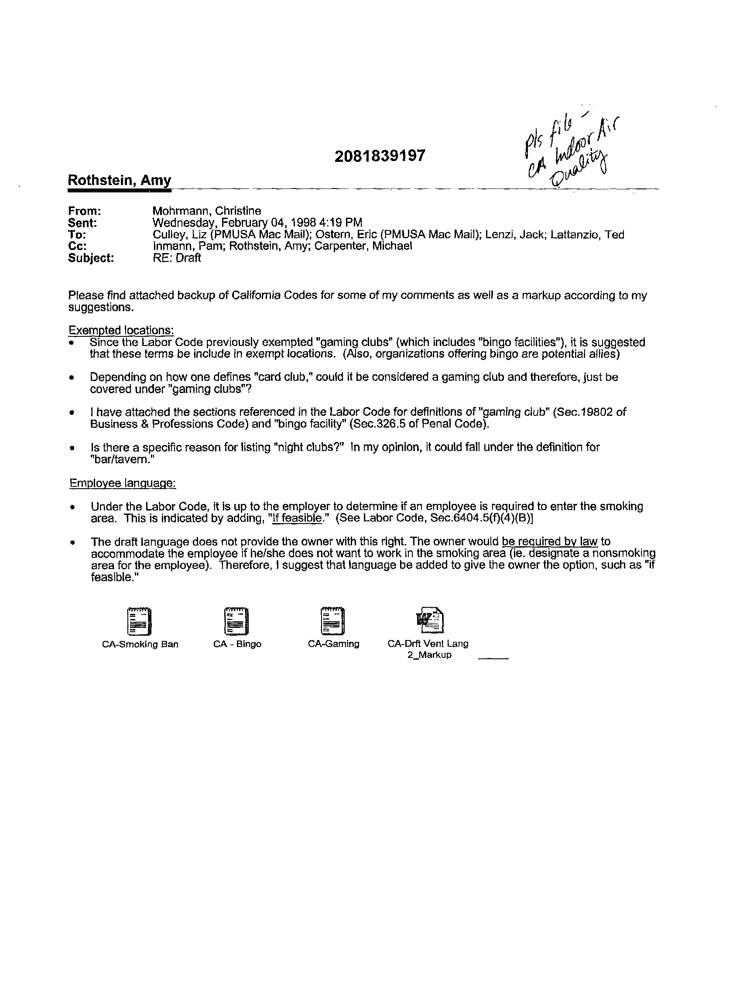 pls file -
CA Indoor Air
Quality
2081839197
Rothstein, Amy
From: Mohrmann, Christine
Sent: Wednesday, February 04, 1998 4:19 PM
To: Culley, Liz (PMUSA Mac Mail); Ostern, Eric (PMUSA Mac Mail); Lenzi, Jack; Lattanzio, Ted
Cc: Inmann, Pam; Rothstein, Amy; Carpenter, Michael
Subject: RE: Draft
Please find attached backup of California Codes for some of my comments as well as a markup according to my
suggestions.
Exempted locations:
• Since the Labor Code previously exempted "gaming clubs" (which includes "bingo facilities"), it is suggested
that these terms be include in exempt locations. (Also, organizations offering bingo are potential allies)
• Depending on how one defines "card club," could it be considered a gaming club and therefore, just be
covered under "gaming clubs"?
• I have attached the sections referenced in the Labor Code for definitions of "gaming club" (Sec.19802 of
Business & Professions Code) and "bingo facility" (Sec.326.5 of Penal Code).
• Is there a specific reason for listing "night clubs?" In my opinion, it could fall under the definition for
"bar/tavern."
Employee language:
• Under the Labor Code, it is up to the employer to determine if an employee is required to enter the smoking
area. This is indicated by adding, "If feasible." (See Labor Code, Sec.6404.5(f)(4)(B)]
• The draft language does not provide the owner with this right. The owner would be required by law to
accommodate the employee if he/she does not want to work in the smoking area (ie. designate a nonsmoking
area for the employee). Therefore, I suggest that language be added to give the owner the option, such as "if
feasible."
CA-Smoking Ban CA - Bingo CA-Gaming CA-Drft Vent Lang
2_Markup